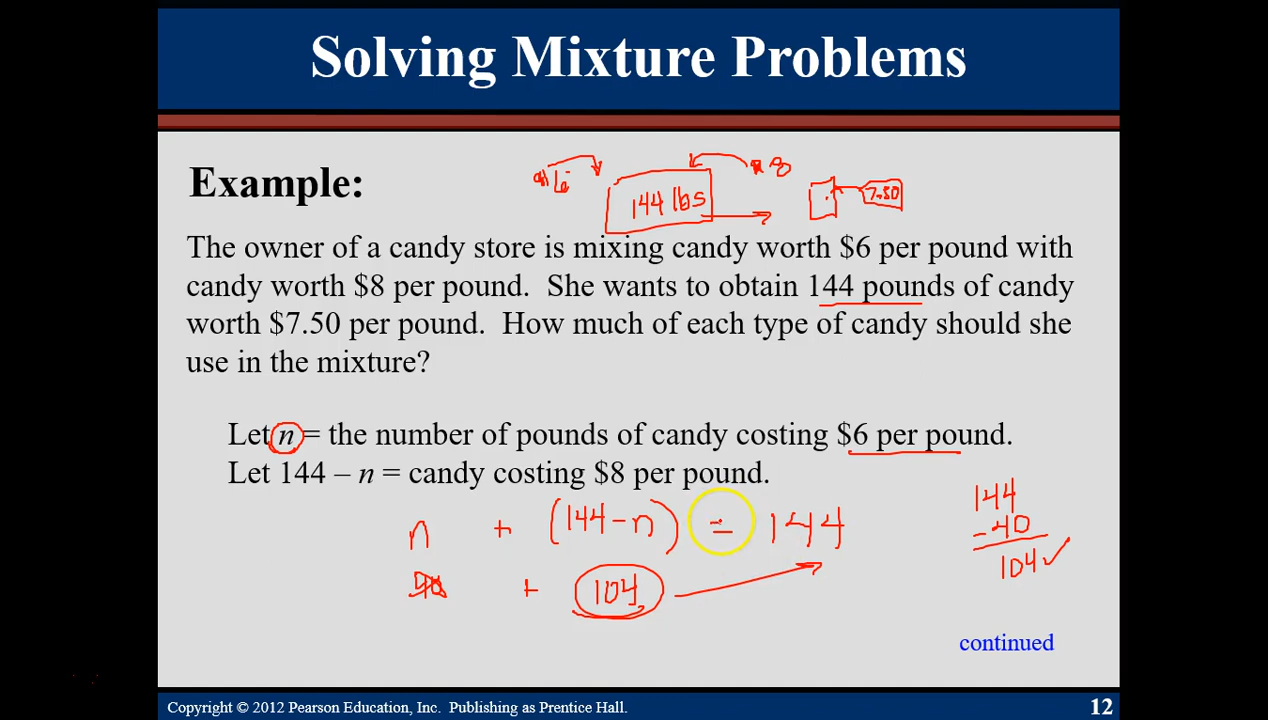 Solving Mixture Problems
Example:
6 144 lbs 8 7.50
The owner of a candy store is mixing candy worth $6 per pound with
candy worth $8 per pound. She wants to obtain 144 pounds of candy
worth $7.50 per pound. How much of each type of candy should she
use in the mixture?
Let n = the number of pounds of candy costing $6 per pound.
Let 144 – n = candy costing $8 per pound.
n + (144 - n) = 144
40 + 104
144
- 40
104 ✓
continued
Copyright © 2012 Pearson Education, Inc. Publishing as Prentice Hall.
12